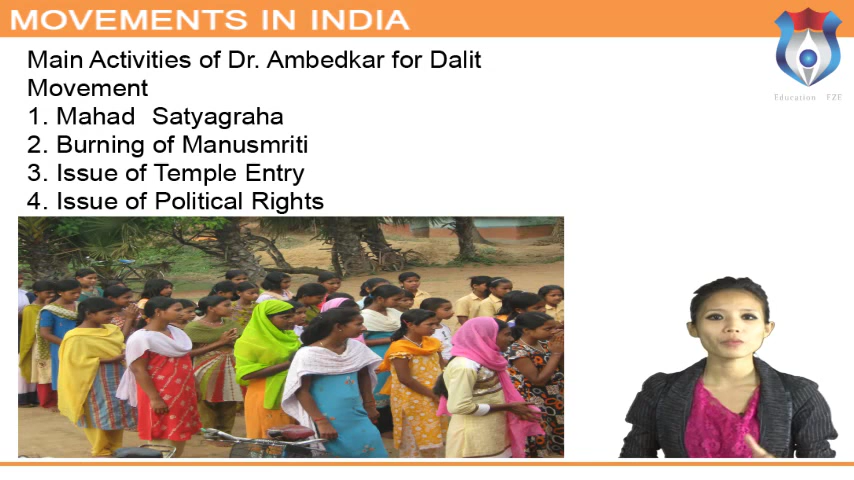 MOVEMENTS IN INDIA
Main Activities of Dr. Ambedkar for Dalit
Movement
1. Mahad Satyagraha
2. Burning of Manusmriti
3. Issue of Temple Entry
4. Issue of Political Rights
Education FZE